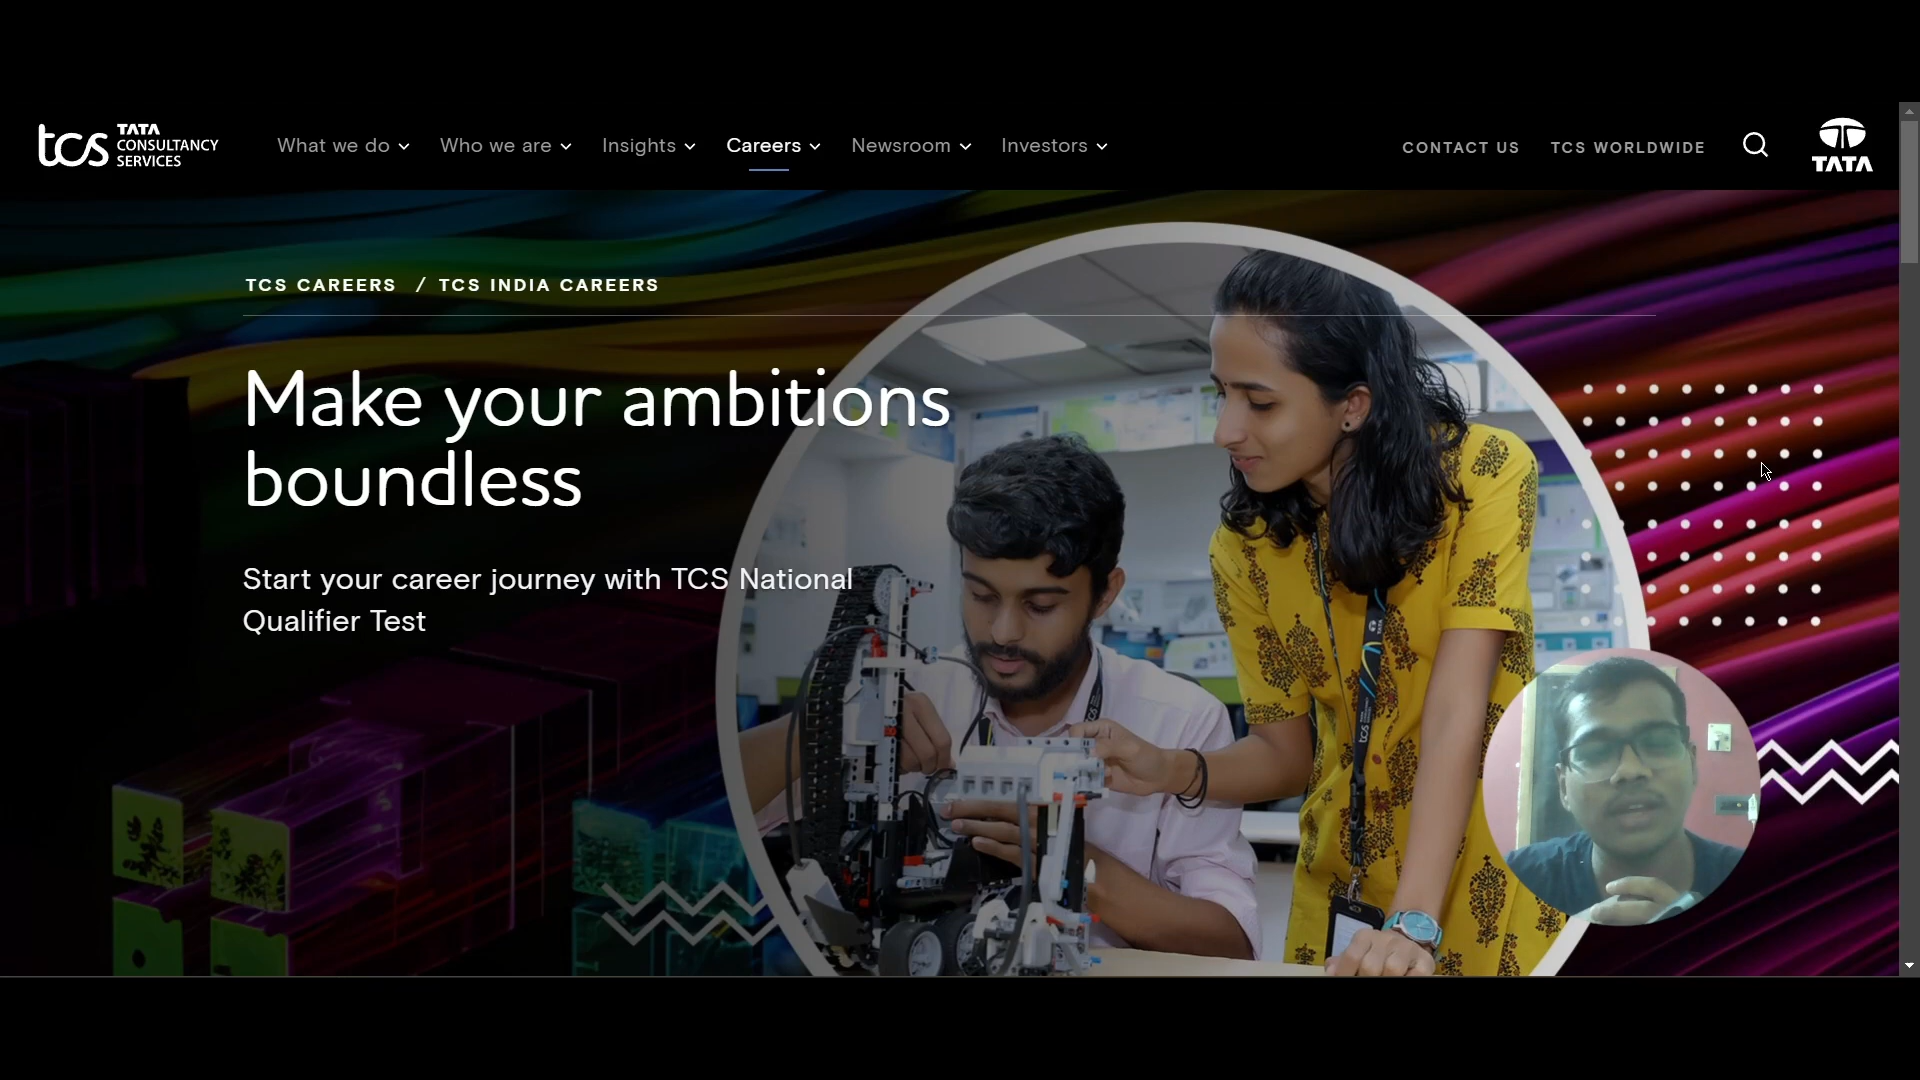 tcs TATA
CONSULTANCY
SERVICES
What we do
Who we are
Insights
Careers
Newsroom
Investors
CONTACT US
TCS WORLDWIDE
TATA
TCS CAREERS / TCS INDIA CAREERS
Make your ambitions
boundless
Start your career journey with TCS National
Qualifier Test